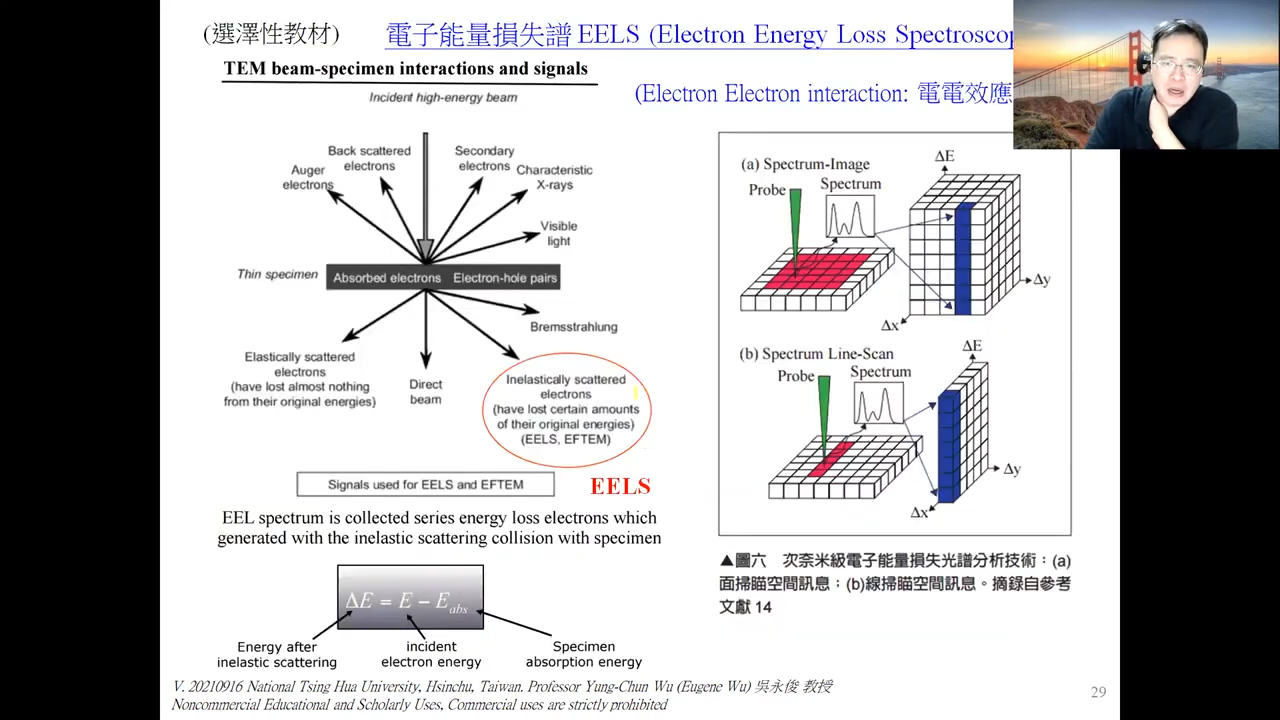 (選澤性教材)
電子能量損失譜 EELS (Electron Energy Loss Spectroscop
TEM beam-specimen interactions and signals
(Electron Electron interaction: 電電效應
Incident high-energy beam
Back scattered
electrons
Secondary
electrons
Auger
electrons
Characteristic
X-rays
Visible
light
Thin specimen
Absorbed electrons
Electron-hole pairs
Bremsstrahlung
Elastically scattered
electrons
(have lost almost nothing
from their original energies)
Direct
beam
Inelastically scattered
electrons
(have lost certain amounts
of their original energies)
(EELS, EFTEM)
Signals used for EELS and EFTEM
EELS
EEL spectrum is collected series energy loss electrons which
generated with the inelastic scattering collision with specimen
ΔE = E − Eabs
Energy after
inelastic scattering
incident
electron energy
Specimen
absorption energy
(a) Spectrum-Image
Probe
Spectrum
ΔE
Δy
Δx
(b) Spectrum Line-Scan
Probe
Spectrum
ΔE
Δy
Δx
▲圖六 次奈米級電子能量損失光譜分析技術：(a)
面掃瞄空間訊息；(b)線掃瞄空間訊息。摘錄自參考
文獻 14
V. 20210916 National Tsing Hua University, Hsinchu, Taiwan. Professor Yung-Chun Wu (Eugene Wu) 吳永俊 教授
Noncommercial Educational and Scholarly Uses, Commercial uses are strictly prohibited
29